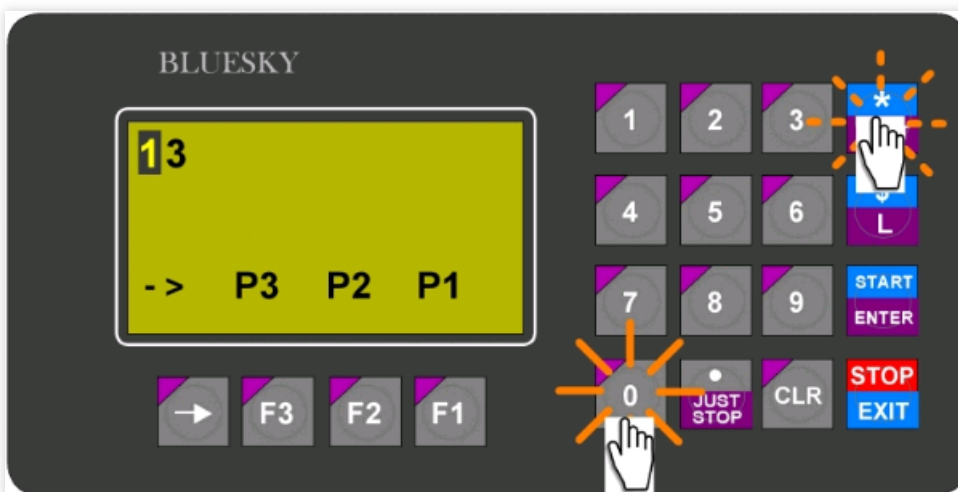 BLUESKY
13
-> P3 P2 P1
→ F3 F2 F1
1 2 3 *
4 5 6 $
L
7 8 9 START
ENTER
0 • JUST STOP CLR STOP
EXIT